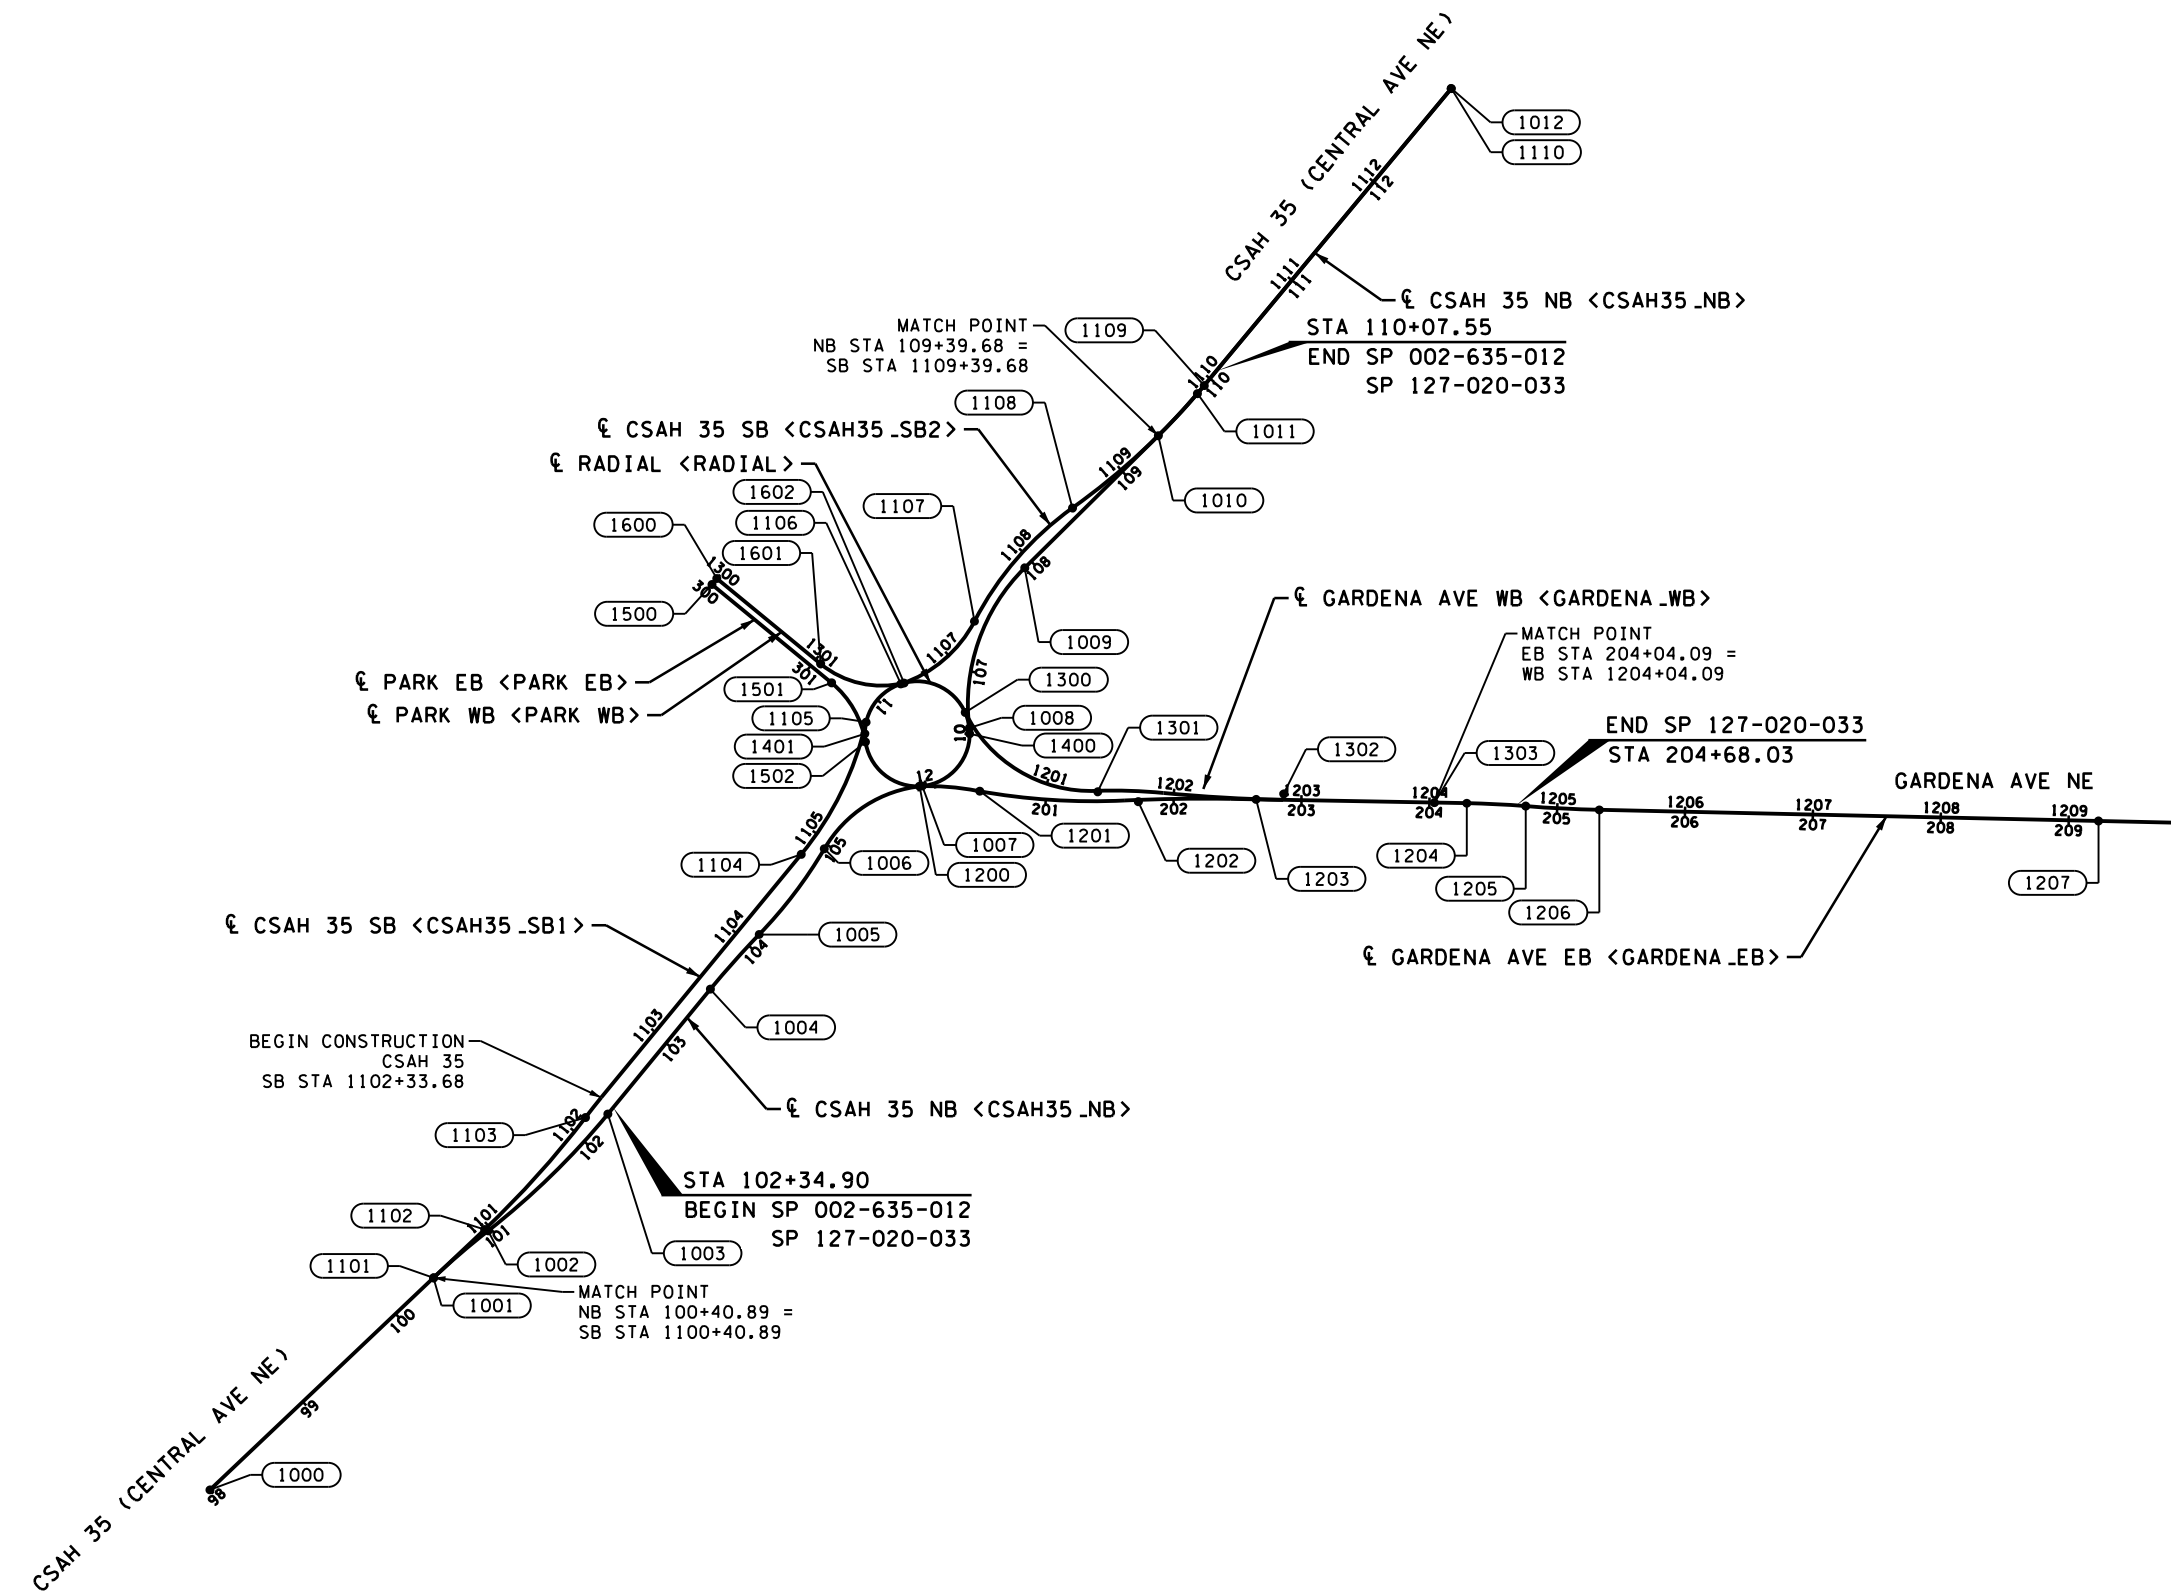 CSAH 35 (CENTRAL AVE NE)
1012
1110
1112
112
1111
111
℄ CSAH 35 NB <CSAH35_NB>
MATCH POINT
NB STA 109+39.68 =
SB STA 1109+39.68
1109
STA 110+07.55
END SP 002-635-012
SP 127-020-033
1110
110
1108
1011
℄ CSAH 35 SB <CSAH35_SB2>
℄ RADIAL <RADIAL>
1109
109
1602
1107
1010
1600
1106
1601
1108
108
1300
300
1500
℄ GARDENA AVE WB <GARDENA_WB>
MATCH POINT
EB STA 204+04.09 =
WB STA 1204+04.09
1009
1301
301
1107
107
℄ PARK EB <PARK EB>
℄ PARK WB <PARK WB>
1501
1300
11
1105
1008
10
1401
1400
1502
1301
1302
1303
END SP 127-020-033
STA 204+68.03
GARDENA AVE NE
12
1201
201
1202
202
1203
203
1204
204
1205
205
1206
206
1207
207
1208
208
1209
209
1105
105
1104
1006
1007
1200
1201
1202
1203
1204
1205
1206
1207
℄ CSAH 35 SB <CSAH35_SB1>
1104
104
1005
℄ GARDENA AVE EB <GARDENA_EB>
1004
1103
103
BEGIN CONSTRUCTION
CSAH 35
SB STA 1102+33.68
℄ CSAH 35 NB <CSAH35_NB>
1103
1102
102
STA 102+34.90
BEGIN SP 002-635-012
SP 127-020-033
1102
1101
101
1003
1101
1002
1001
MATCH POINT
NB STA 100+40.89 =
SB STA 1100+40.89
100
99
1000
98
CSAH 35 (CENTRAL AVE NE)